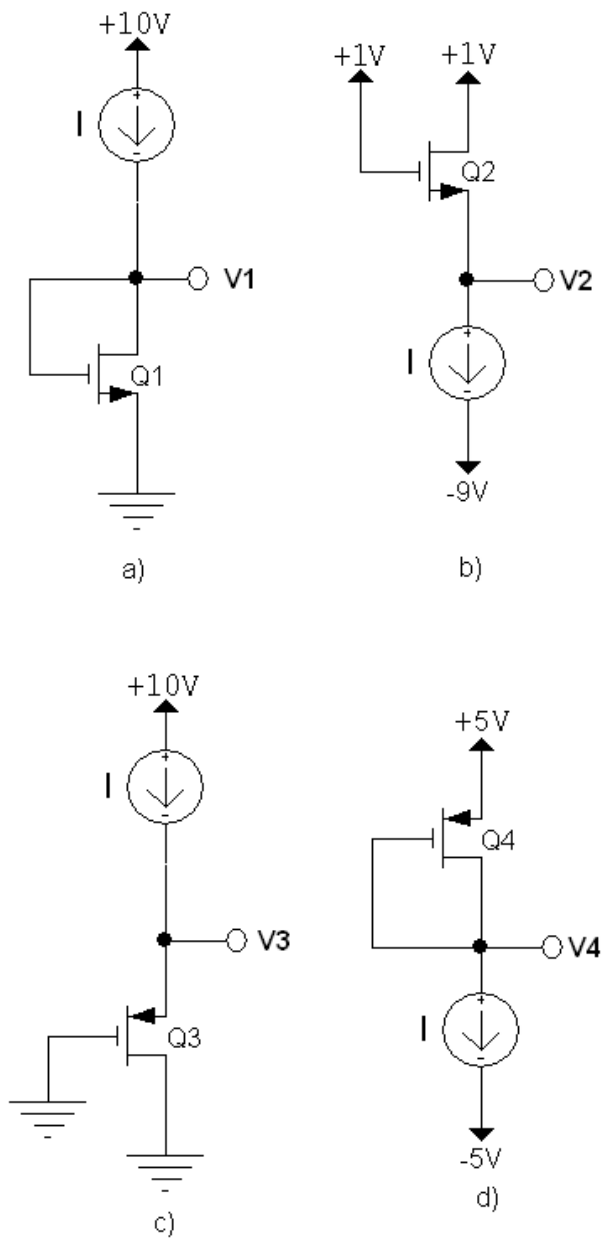 +10V
+1V +1V
I
Q2
V1
V2
Q1
I
-9V
a)
b)
+10V
+5V
I
Q4
V3
V4
Q3
I
-5V
d)
c)